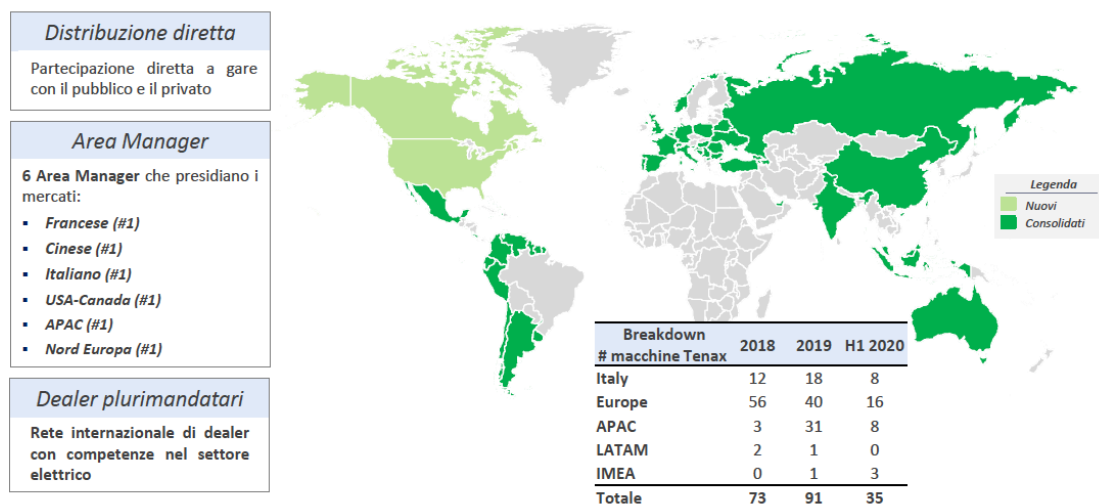 Distribuzione diretta
Partecipazione diretta a gare
con il pubblico e il privato
Area Manager
6 Area Manager che presidiano i
mercati:
▪ Francese (#1)
▪ Cinese (#1)
▪ Italiano (#1)
▪ USA-Canada (#1)
▪ APAC (#1)
▪ Nord Europa (#1)
Dealer plurimandatari
Rete internazionale di dealer
con competenze nel settore
elettrico
Legenda
Nuovi
Consolidati
Breakdown
# macchine Tenax 2018 2019 H1 2020
Italy 12 18 8
Europe 56 40 16
APAC 3 31 8
LATAM 2 1 0
IMEA 0 1 3
Totale 73 91 35